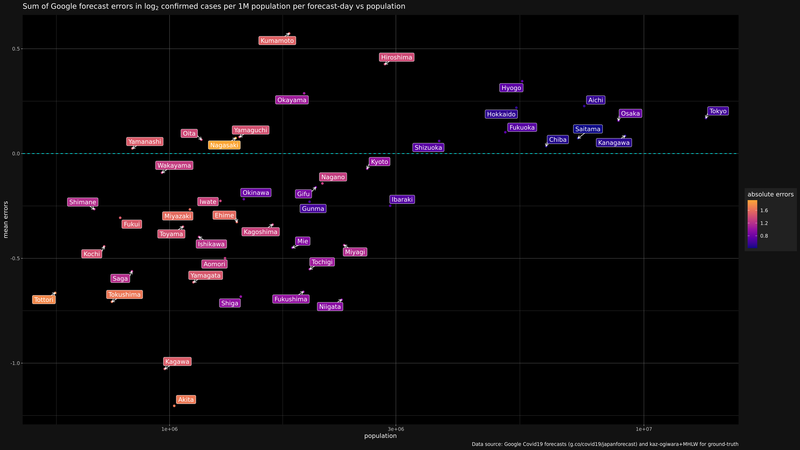 Sum of Google forecast errors in log₂ confirmed cases per 1M population per forecast-day vs population
Kumamoto
0.5
Hiroshima
Hyogo
Okayama
Aichi
Hokkaido
Osaka
Tokyo
Oita
Yamaguchi
Fukuoka
Saitama
Yamanashi
Nagasaki
Chiba
Kanagawa
Shizuoka
0.0
Wakayama
Kyoto
Nagano
mean errors
Shimane
Iwate
Okinawa
Gifu
Gunma
Ibaraki
absolute errors
1.6
1.2
0.8
Miyazaki
Ehime
Fukui
Toyama
Kagoshima
Ishikawa
Mie
Kochi
Miyagi
-0.5
Aomori
Tochigi
Saga
Yamagata
Tottori
Tokushima
Shiga
Fukushima
Niigata
-1.0
Kagawa
Akita
1e+06
3e+06
1e+07
population
Data source: Google Covid19 forecasts (g.co/covid19/japanforecast) and kaz-ogiwara+MHLW for ground-truth